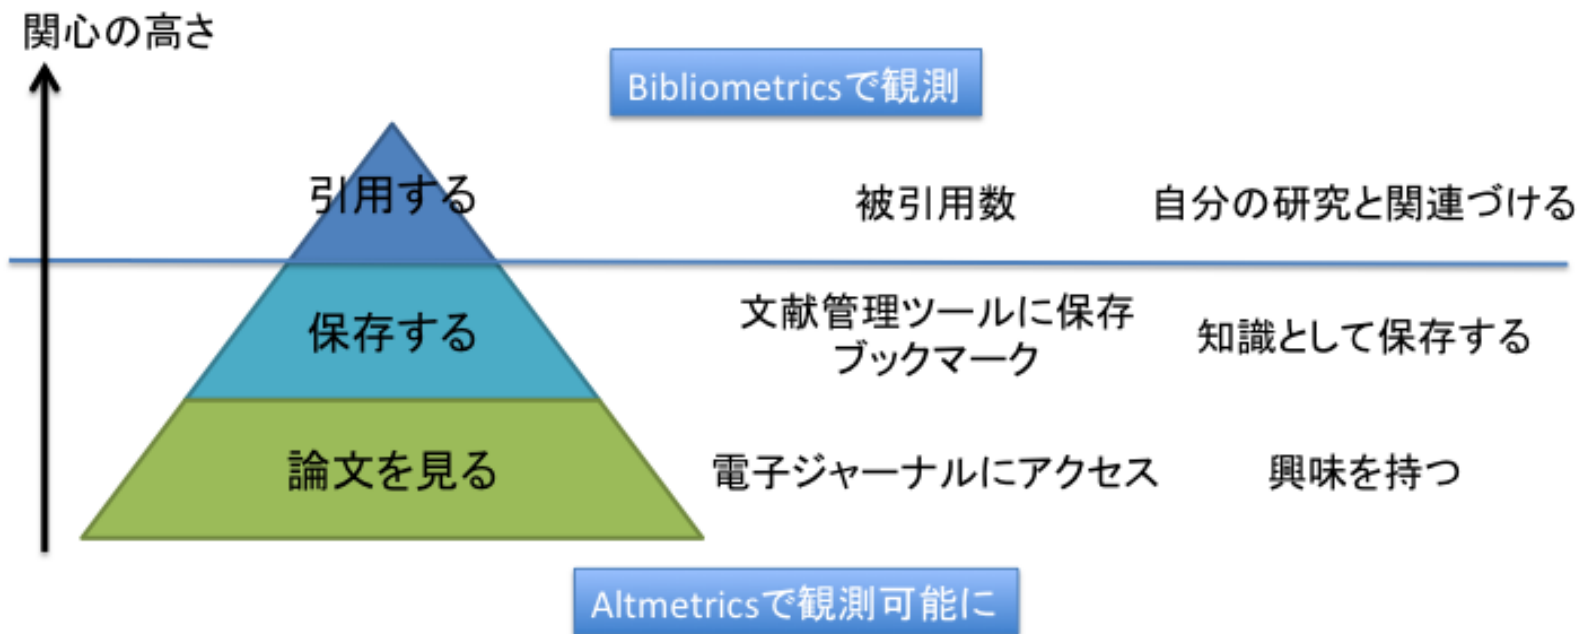 関心の高さ
Bibliometricsで観測
引用する
被引用数
自分の研究と関連づける
保存する
文献管理ツールに保存
ブックマーク
知識として保存する
論文を見る
電子ジャーナルにアクセス
興味を持つ
Altmetricsで観測可能に